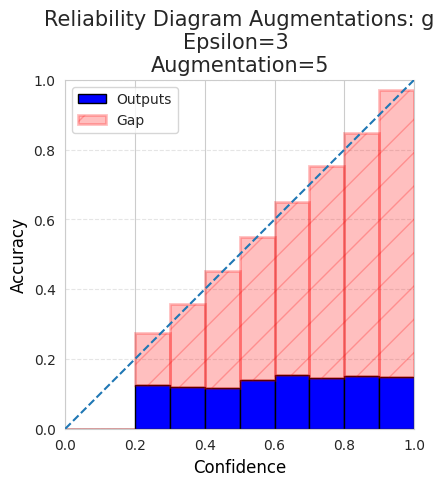 Reliability Diagram Augmentations: g
Epsilon=3
Augmentation=5
Outputs
Gap
Accuracy
1.0
0.8
0.6
0.4
0.2
0.0
0.0 0.2 0.4 0.6 0.8 1.0
Confidence